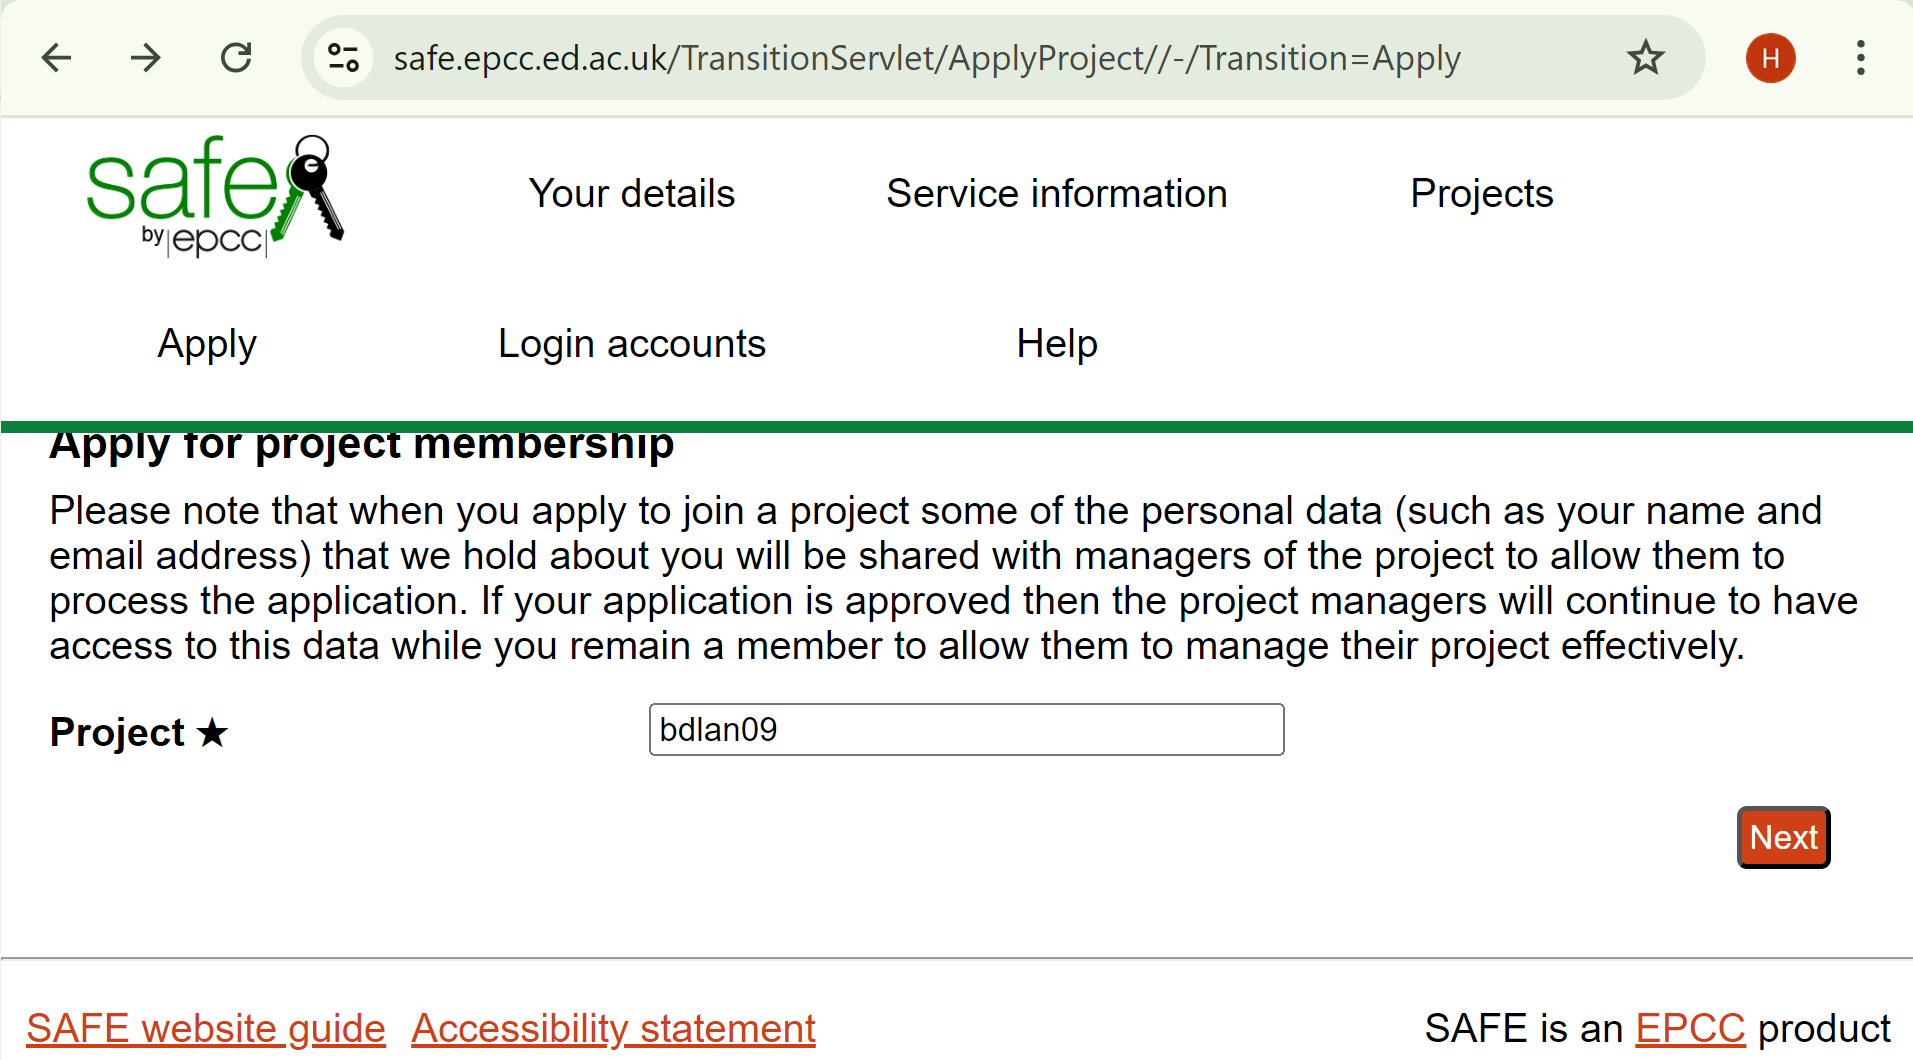 safe.epcc.ed.ac.uk/TransitionServlet/ApplyProject//-/Transition=Apply
H
safe
by |epcc|
Your details
Service information
Projects
Apply
Login accounts
Help
Apply for project membership
Please note that when you apply to join a project some of the personal data (such as your name and
email address) that we hold about you will be shared with managers of the project to allow them to
process the application. If your application is approved then the project managers will continue to have
access to this data while you remain a member to allow them to manage their project effectively.
Project ★
bdlan09
Next
SAFE website guide
Accessibility statement
SAFE is an EPCC product